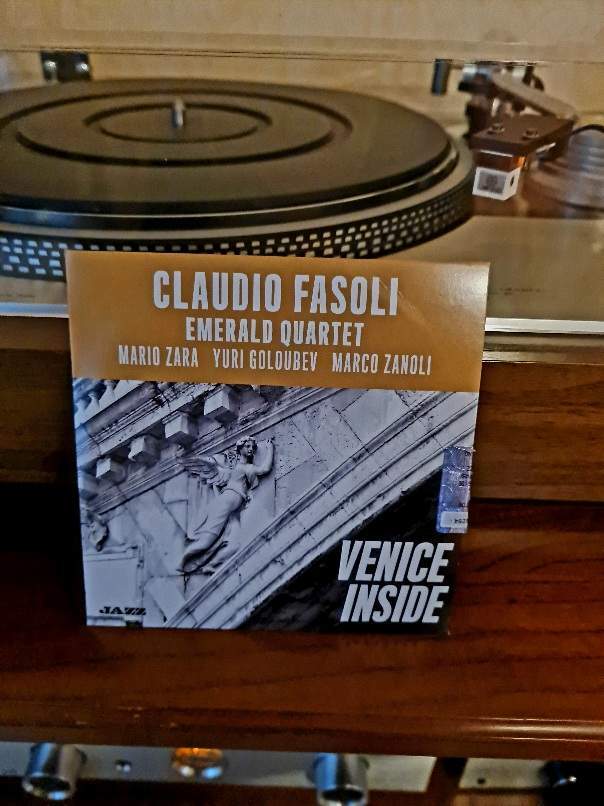 CLAUDIO FASOLI
EMERALD QUARTET
MARIO ZARA YURI GOLOUBEV MARCO ZANOLI
VENICE
INSIDE
JAZZ